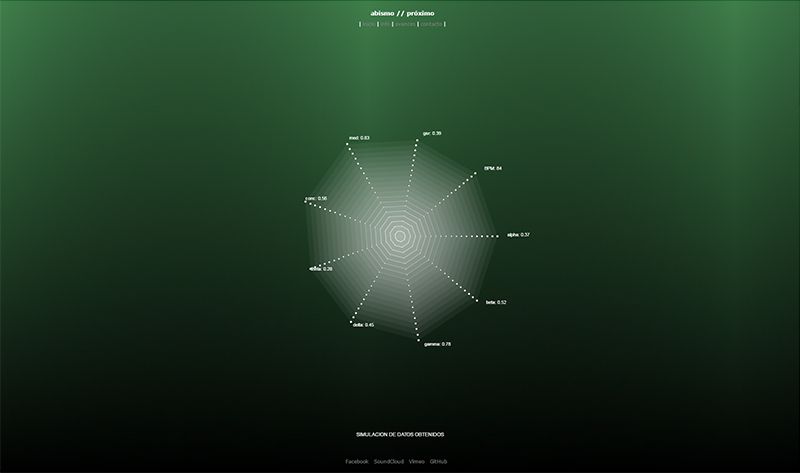 abismo // próximo
| inicio | info | avances | contacto |
med: 0.83
gsr: 0.39
BPM: 84
conc: 0.56
alpha: 0.37
theta: 0.28
beta: 0.52
delta: 0.45
gamma: 0.78
SIMULACION DE DATOS OBTENIDOS
Facebook SoundCloud Vimeo GitHub